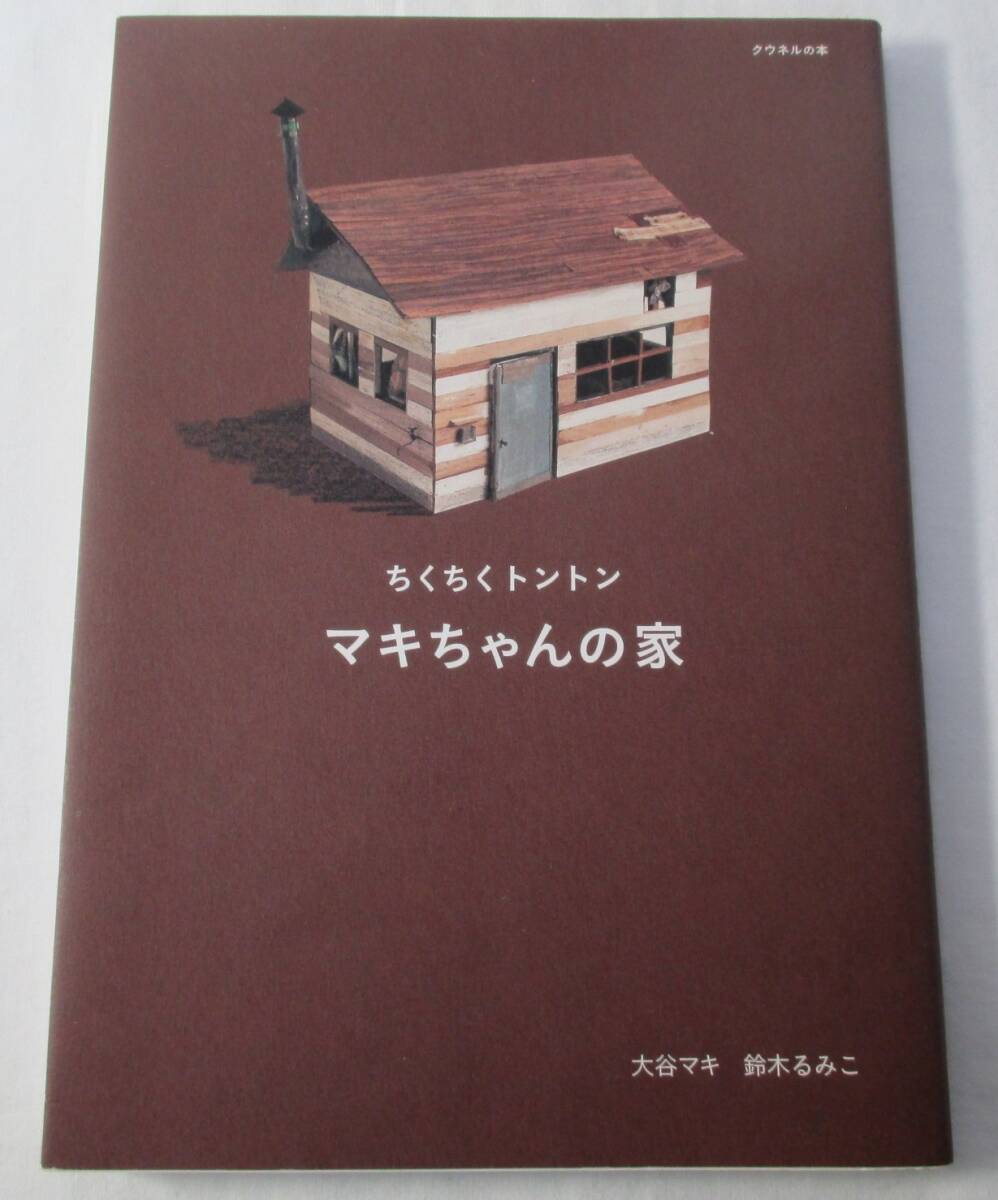 クウネルの本
ちくちくトントン
マキちゃんの家
大谷マキ 鈴木るみこ